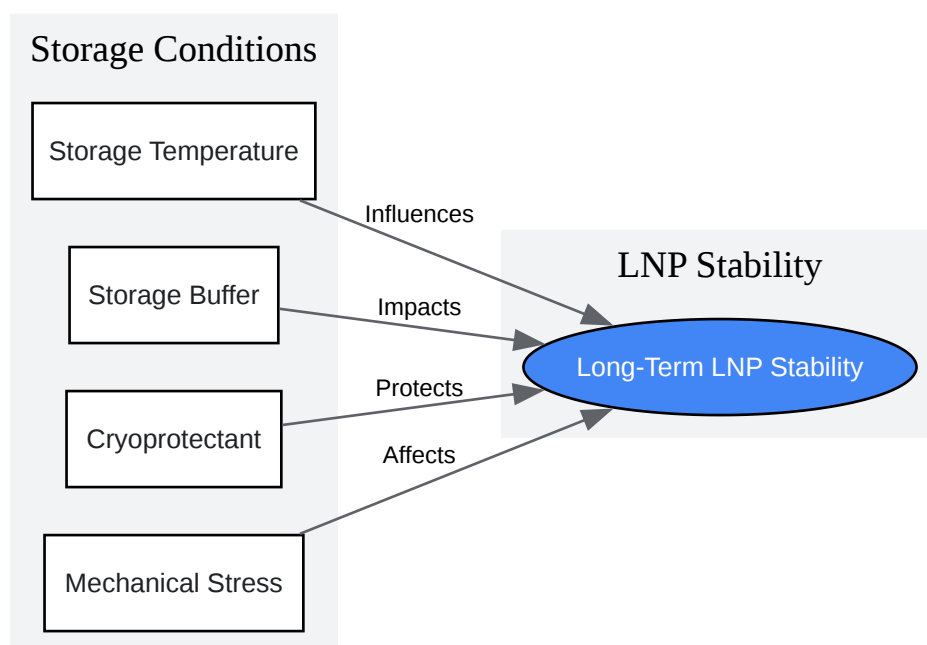 Storage Conditions
Storage Temperature
Influences
LNP Stability
Storage Buffer
Impacts
Long-Term LNP Stability
Protects
Cryoprotectant
Affects
Mechanical Stress